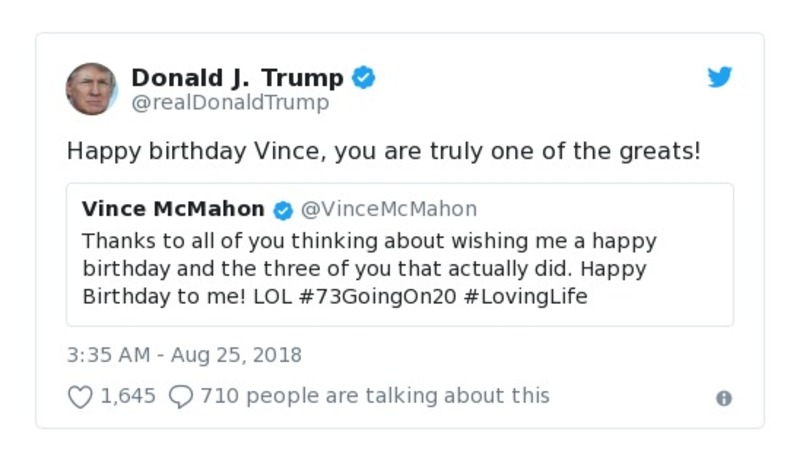 Donald J. Trump
@realDonaldTrump
Happy birthday Vince, you are truly one of the greats!
Vince McMahon @VinceMcMahon
Thanks to all of you thinking about wishing me a happy
birthday and the three of you that actually did. Happy
Birthday to me! LOL #73GoingOn20 #LovingLife
3:35 AM - Aug 25, 2018
1,645 710 people are talking about this